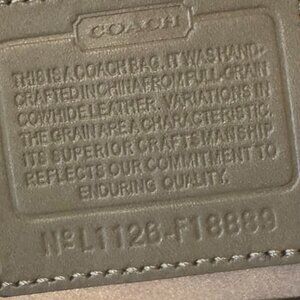 COACH
THIS IS A COACH BAG. IT WAS HAND-
CRAFTED IN CHINA FROM FULL GRAIN
COWHIDE LEATHER. VARIATIONS IN
THE GRAIN ARE A CHARACTERISTIC.
ITS SUPERIOR CRAFTSMANSHIP
REFLECTS OUR COMMITMENT TO
ENDURING QUALITY.
Nº L1126-F18889